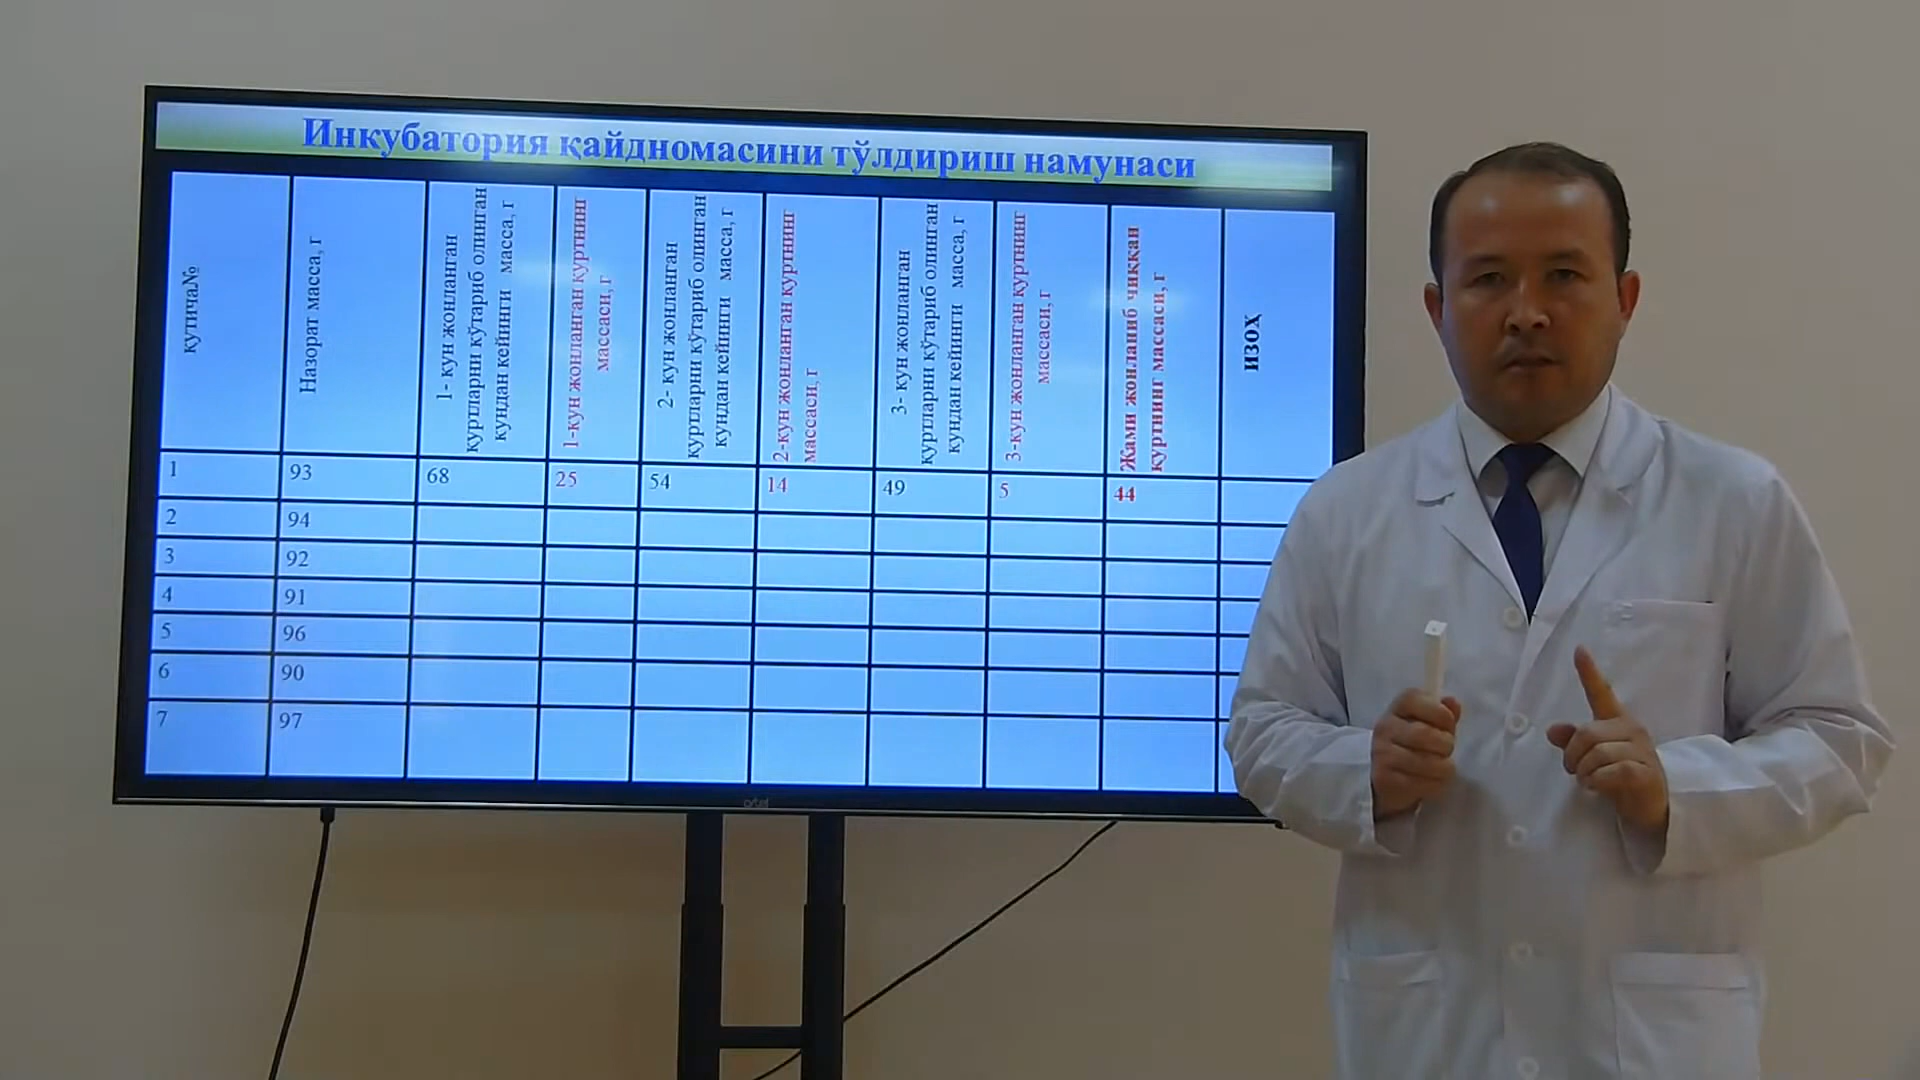 Инкубатория қайдномасини тўлдириш намунаси
қутича№
Назорат масса, г
1- кун жонланган
қуртларни кўтариб олинган
кундан кейинги масса, г
1-кун жонланган қуртнинг
массаси, г
2- кун жонланган
қуртларни кўтариб олинган
кундан кейинги масса, г
2-кун жонланган қуртнинг
массаси, г
3- кун жонланган
қуртларни кўтариб олинган
кундан кейинги масса, г
3-кун жонланган қуртнинг
массаси, г
Жами жонланиб чиққан
қуртнинг массаси, г
изоҳ
1 93 68 25 54 14 49 5 44
2 94
3 92
4 91
5 96
6 90
7 97
artel